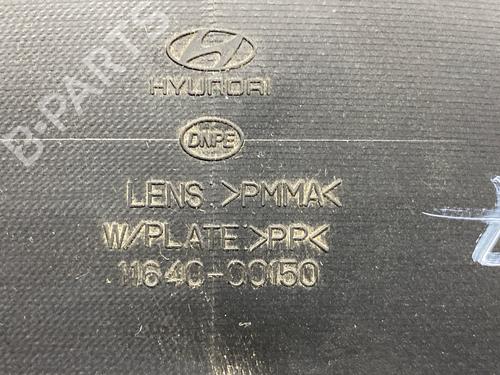 HYUNDAI
DNPE
LENS : >PMMA<
W/PLATE : >PP<
11640-00150
B-PARTS